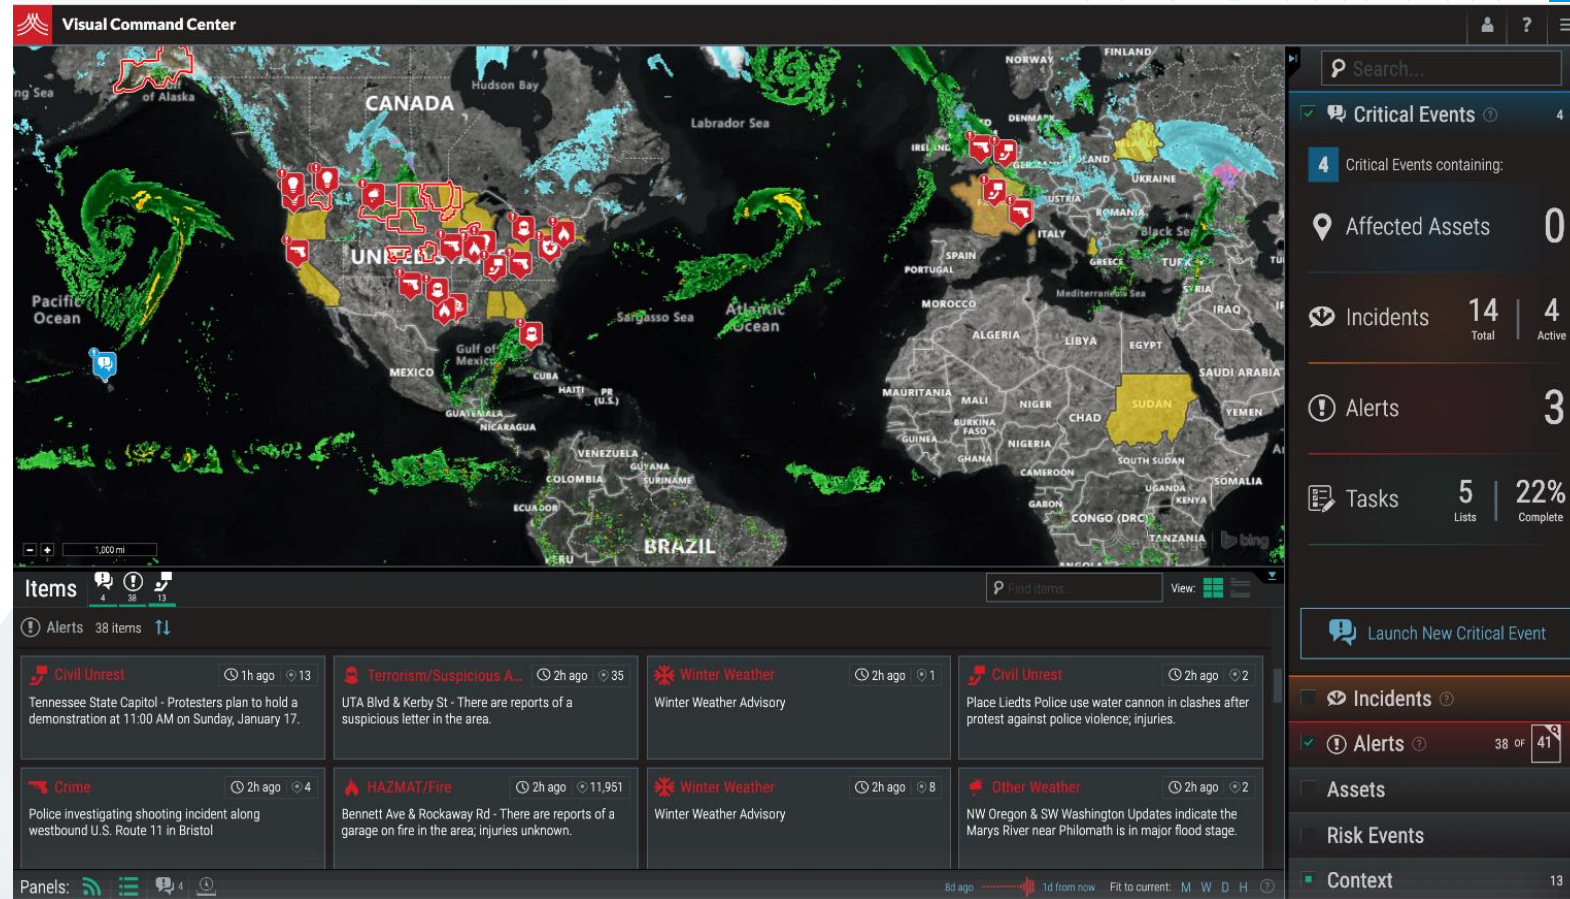 Visual Command Center
?
Search...
Critical Events ? 4
4 Critical Events containing:
Affected Assets 0
Incidents 14 Total 4 Active
Alerts 3
Tasks 5 Lists 22% Complete
Launch New Critical Event
Incidents ?
Alerts ? 38 OF 41
Assets
Risk Events
Context 13
of Alaska
Hudson Bay
CANADA
Labrador Sea
NORWAY
FINLAND
DENMARK
UKRAINE
ROMANIA
Black Sea
ITALY
SPAIN
PORTUGAL
GREECE
Mediterranean Sea
SYRIA
IRAQ
MOROCCO
ALGERIA
LIBYA
EGYPT
SAUDI ARABIA
MAURITANIA
MALI
NIGER
CHAD
SUDAN
YEMEN
BURKINA FASO
GUINEA
GHANA
NIGERIA
CAMEROON
SOUTH SUDAN
SOMALIA
UGANDA
KENYA
GABON
CONGO (DRC)
TANZANIA
ANGOLA
Pacific
Ocean
Sargasso Sea
Atlantic
Ocean
Gulf of
Mexico
MEXICO
CUBA
HAITI
PR
(U.S.)
GUATEMALA
NICARAGUA
VENEZUELA
GUYANA
COLOMBIA
SURINAME
ECUADOR
PERU
BRAZIL
bing
- + 1,000 mi
Items 4 38 13
Find items...
View:
Alerts 38 items
Civil Unrest 1h ago 13
Tennessee State Capitol - Protesters plan to hold a
demonstration at 11:00 AM on Sunday, January 17.
Terrorism/Suspicious A... 2h ago 35
UTA Blvd & Kerby St - There are reports of a
suspicious letter in the area.
Winter Weather 2h ago 1
Winter Weather Advisory
Civil Unrest 2h ago 2
Place Liedts Police use water cannon in clashes after
protest against police violence; injuries.
Crime 2h ago 4
Police investigating shooting incident along
westbound U.S. Route 11 in Bristol
HAZMAT/Fire 2h ago 11,951
Bennett Ave & Rockaway Rd - There are reports of a
garage on fire in the area; injuries unknown.
Winter Weather 2h ago 8
Winter Weather Advisory
Other Weather 2h ago 2
NW Oregon & SW Washington Updates indicate the
Marys River near Philomath is in major flood stage.
Panels: 4
8d ago 1d from now Fit to current: M W D H ?